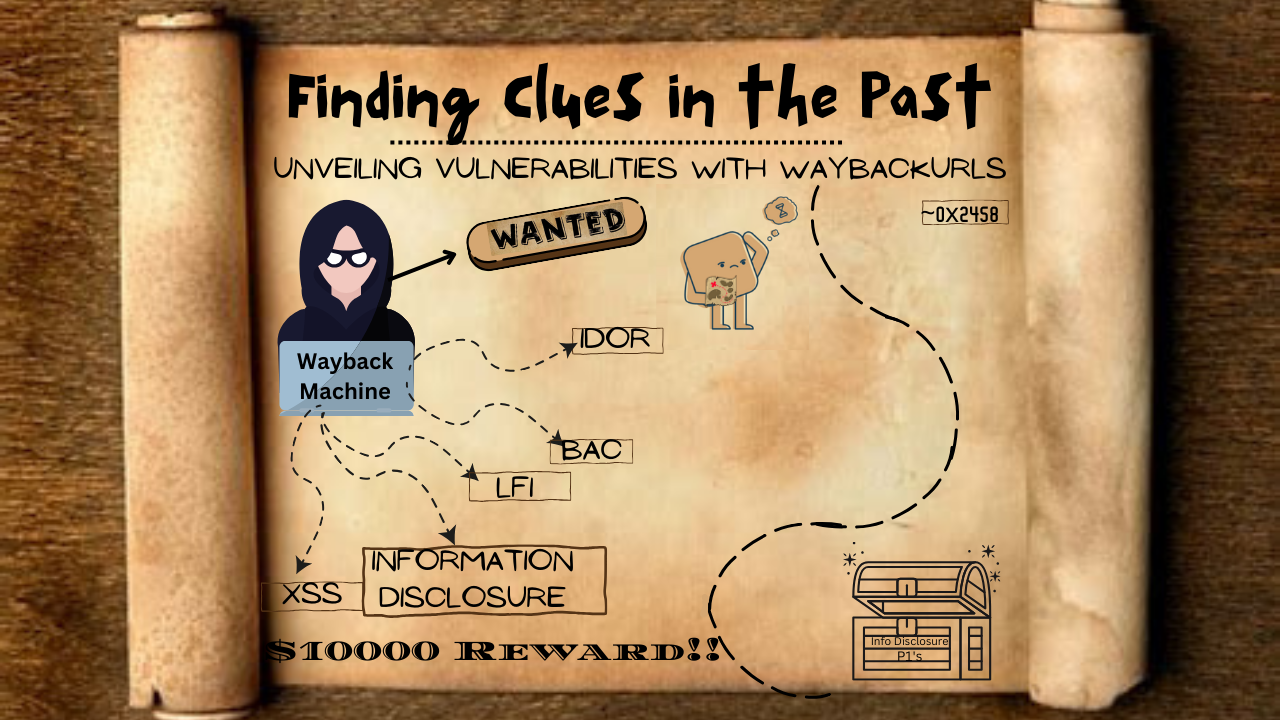 Finding Clues in the Past
UNVEILING VULNERABILITIES WITH WAYBACKURLS
~0X2458
WANTED
Wayback
Machine
IDOR
BAC
LFI
INFORMATION
DISCLOSURE
XSS
$10000 Reward!!
Info Disclosure
P1's